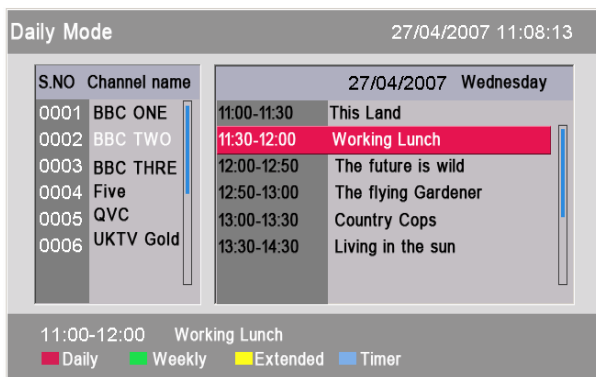 Daily Mode 27/04/2007 11:08:13
S.NO Channel name
0001 BBC ONE
0002 BBC TWO
0003 BBC THRE
0004 Five
0005 QVC
0006 UKTV Gold
27/04/2007 Wednesday
11:00-11:30 This Land
11:30-12:00 Working Lunch
12:00-12:50 The future is wild
12:50-13:00 The flying Gardener
13:00-13:30 Country Cops
13:30-14:30 Living in the sun
11:00-12:00 Working Lunch
Daily Weekly Extended Timer